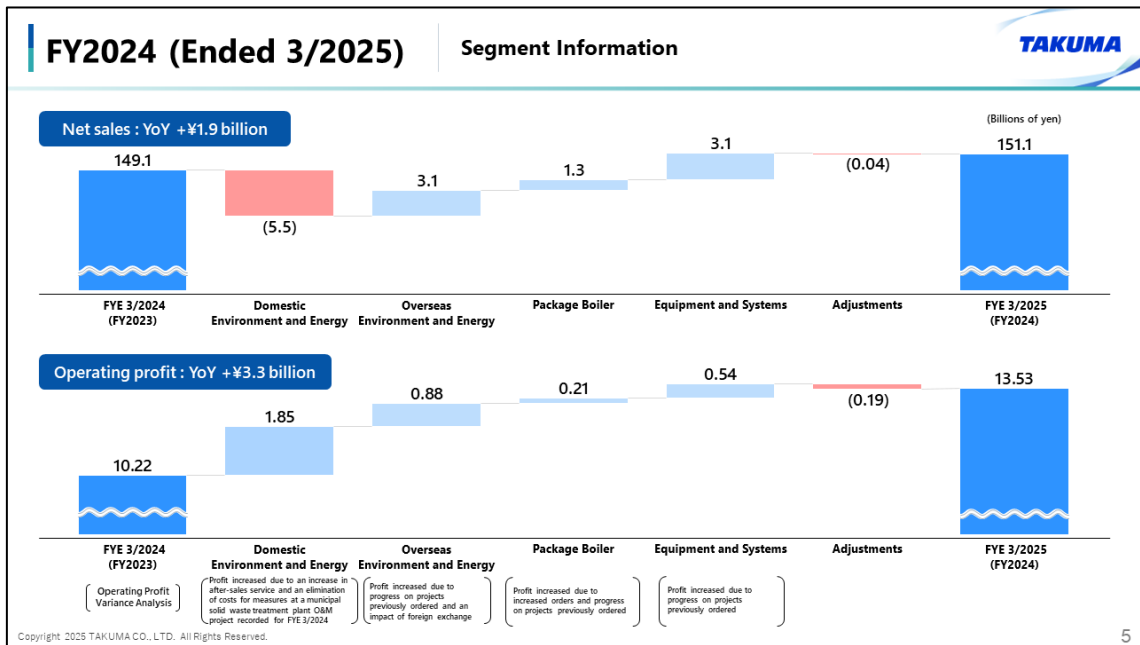 FY2024 (Ended 3/2025)
Segment Information
TAKUMA
Net sales : YoY +¥1.9 billion
(Billions of yen)
149.1
(5.5)
3.1
1.3
3.1
(0.04)
151.1
FYE 3/2024
(FY2023)
Domestic
Environment and Energy
Overseas
Environment and Energy
Package Boiler
Equipment and Systems
Adjustments
FYE 3/2025
(FY2024)
Operating profit : YoY +¥3.3 billion
10.22
1.85
0.88
0.21
0.54
(0.19)
13.53
FYE 3/2024
(FY2023)
Domestic
Environment and Energy
Overseas
Environment and Energy
Package Boiler
Equipment and Systems
Adjustments
FYE 3/2025
(FY2024)
Operating Profit
Variance Analysis
Profit increased due to an increase in
after-sales service and an elimination
of costs for measures at a municipal
solid waste treatment plant O&M
project recorded for FYE 3/2024
Profit increased due to
progress on projects
previously ordered and an
impact of foreign exchange
Profit increased due to
increased orders and progress
on projects previously ordered
Profit increased due to
progress on projects
previously ordered
Copyright 2025 TAKUMA CO., LTD. All Rights Reserved.
5